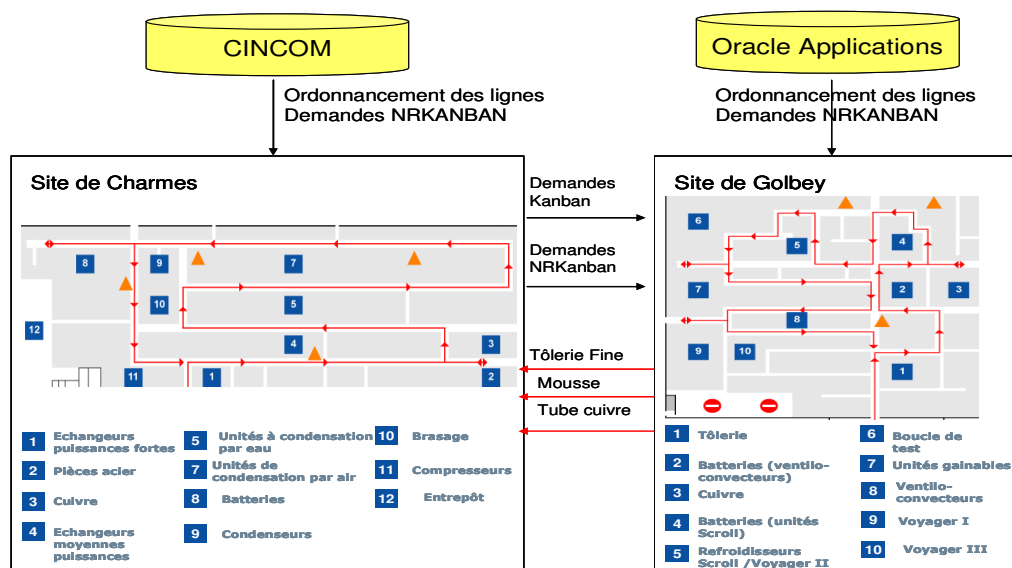 CINCOM
Oracle Applications
Ordonnancement des lignes
Demandes NRKANBAN
Ordonnancement des lignes
Demandes NRKANBAN
Site de Charmes
8
9
7
10
5
12
4
3
11
1
2
Demandes
Kanban
Demandes
NRKanban
Tôlerie Fine
Mousse
Tube cuivre
Site de Golbey
6
5
4
7
2
3
8
9
10
1
1 Echangeurs
puissances fortes
2 Pièces acier
3 Cuivre
4 Echangeurs
moyennes
puissances
5 Unités à condensation
par eau
7 Unités de
condensation par air
8 Batteries
9 Condenseurs
10 Brasage
11 Compresseurs
12 Entrepôt
1 Tôlerie
2 Batteries (ventilo-
convecteurs)
3 Cuivre
4 Batteries (unités
Scroll)
5 Refroidisseurs
Scroll /Voyager II
6 Boucle de
test
7 Unités gainables
8 Ventilo-
convecteurs
9 Voyager I
10 Voyager III